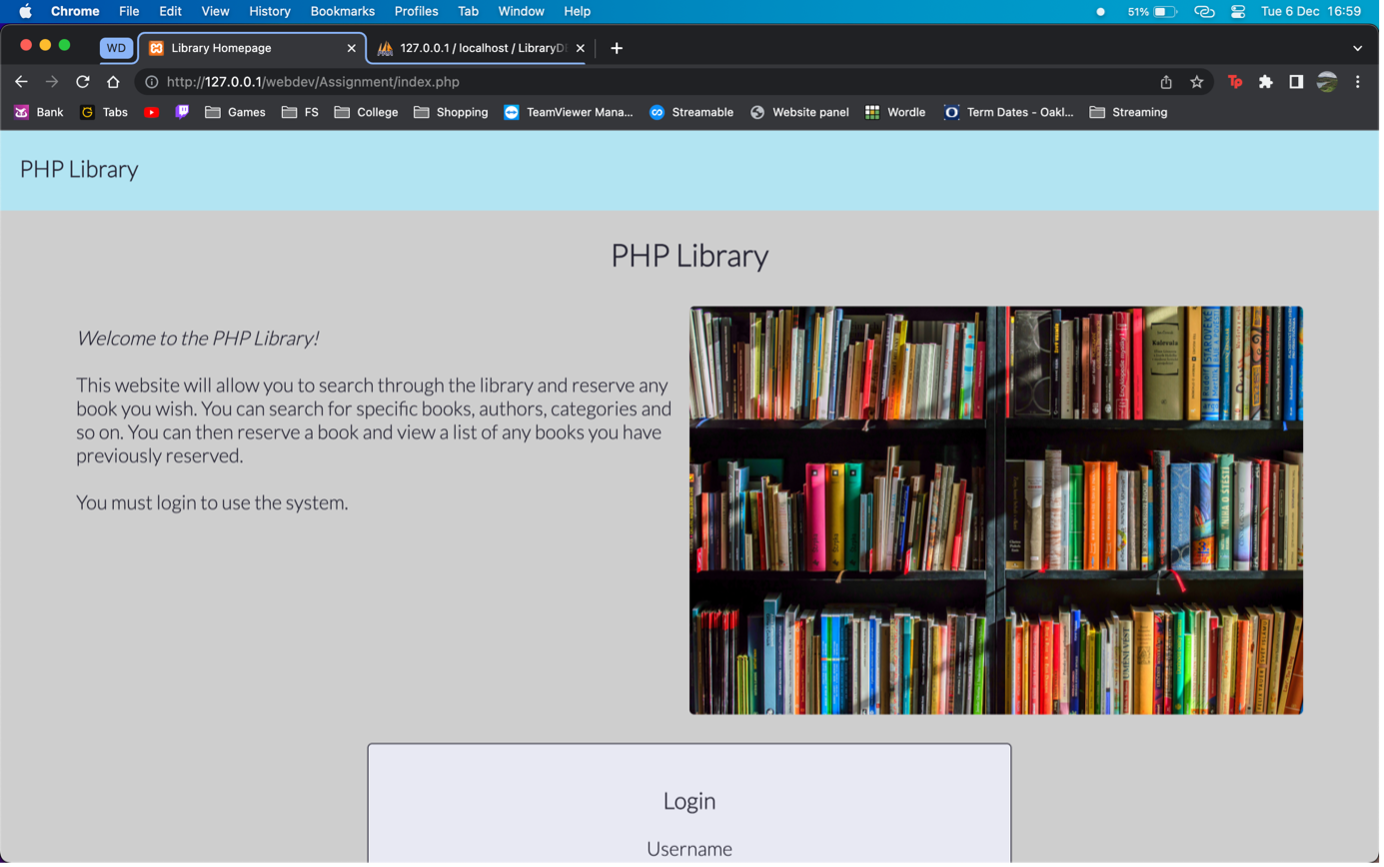 Chrome File Edit View History Bookmarks Profiles Tab Window Help 51% Tue 6 Dec 16:59
WD Library Homepage 127.0.0.1 / localhost / LibraryD
http://127.0.0.1/webdev/Assignment/index.php Tp
Bank Tabs Games FS College Shopping TeamViewer Mana... Streamable Website panel Wordle Term Dates - Oakl... Streaming
PHP Library
PHP Library
Welcome to the PHP Library!
This website will allow you to search through the library and reserve any
book you wish. You can search for specific books, authors, categories and
so on. You can then reserve a book and view a list of any books you have
previously reserved.
You must login to use the system.
Kalevala
Login
Username